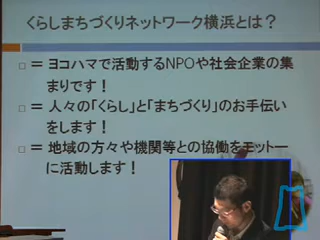 くらしまちづくりネットワーク横浜とは？
□ ＝ ヨコハマで活動するNPOや社会企業の集
まりです！
□ ＝ 人々の「くらし」と「まちづくり」のお手伝い
をします！
□ ＝ 地域の方々や機関等との協働をモットー
に活動します！